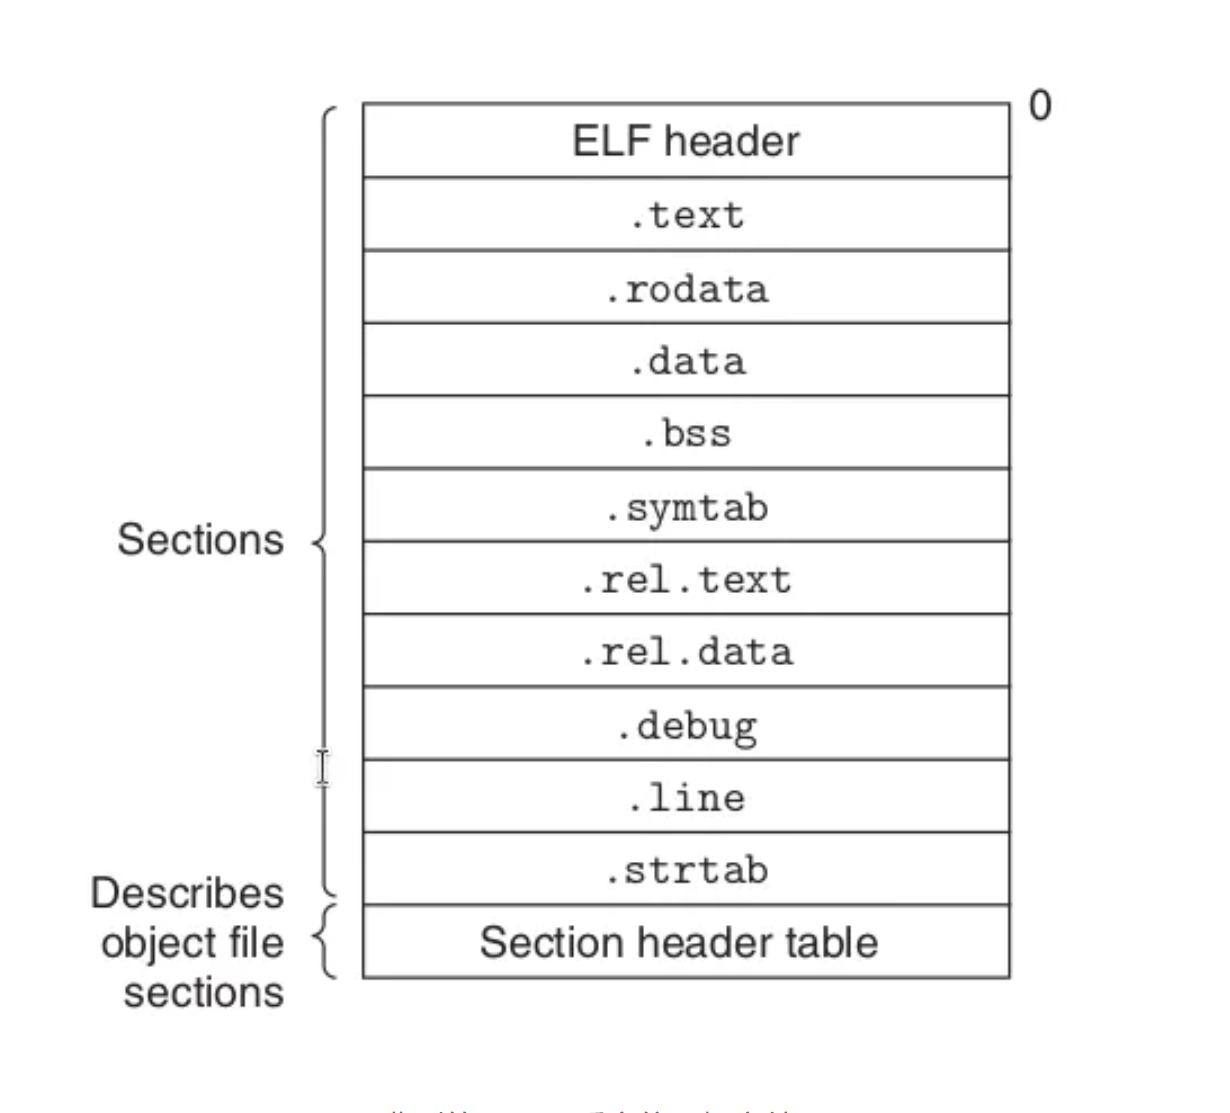 0
ELF header
.text
.rodata
.data
.bss
.symtab
Sections
.rel.text
.rel.data
.debug
.line
.strtab
Describes
object file
sections
Section header table